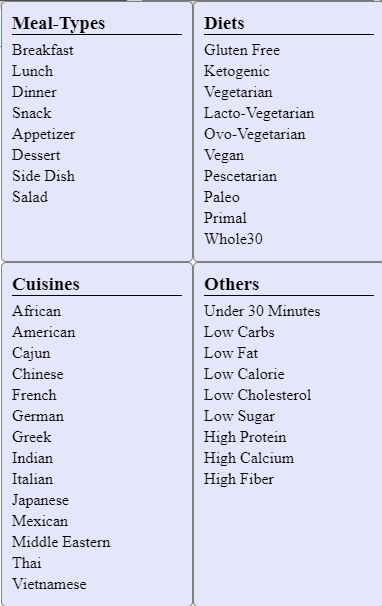 Meal-Types
Breakfast
Lunch
Dinner
Snack
Appetizer
Dessert
Side Dish
Salad
Diets
Gluten Free
Ketogenic
Vegetarian
Lacto-Vegetarian
Ovo-Vegetarian
Vegan
Pescetarian
Paleo
Primal
Whole30
Cuisines
African
American
Cajun
Chinese
French
German
Greek
Indian
Italian
Japanese
Mexican
Middle Eastern
Thai
Vietnamese
Others
Under 30 Minutes
Low Carbs
Low Fat
Low Calorie
Low Cholesterol
Low Sugar
High Protein
High Calcium
High Fiber